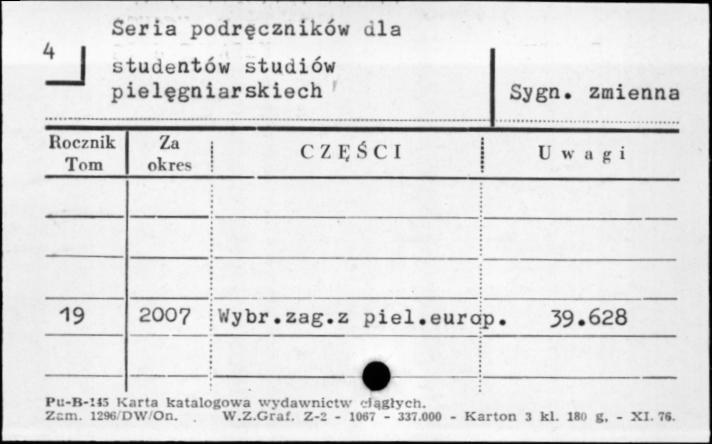 Seria podręczników dla
4
studentów studiów
pielęgniarskiech
Sygn. zmienna
Rocznik Tom
Za okres
CZĘŚCI
Uwagi
19 2007 Wybr.zag.z piel.europ. 39.628
Pu-B-145 Karta katalogowa wydawnictw ciągłych.
Zam. 1296/DW/On. W.Z.Graf. Z-2 - 1067 - 337.000 - Karton 3 kl. 180 g. - XI. 76.